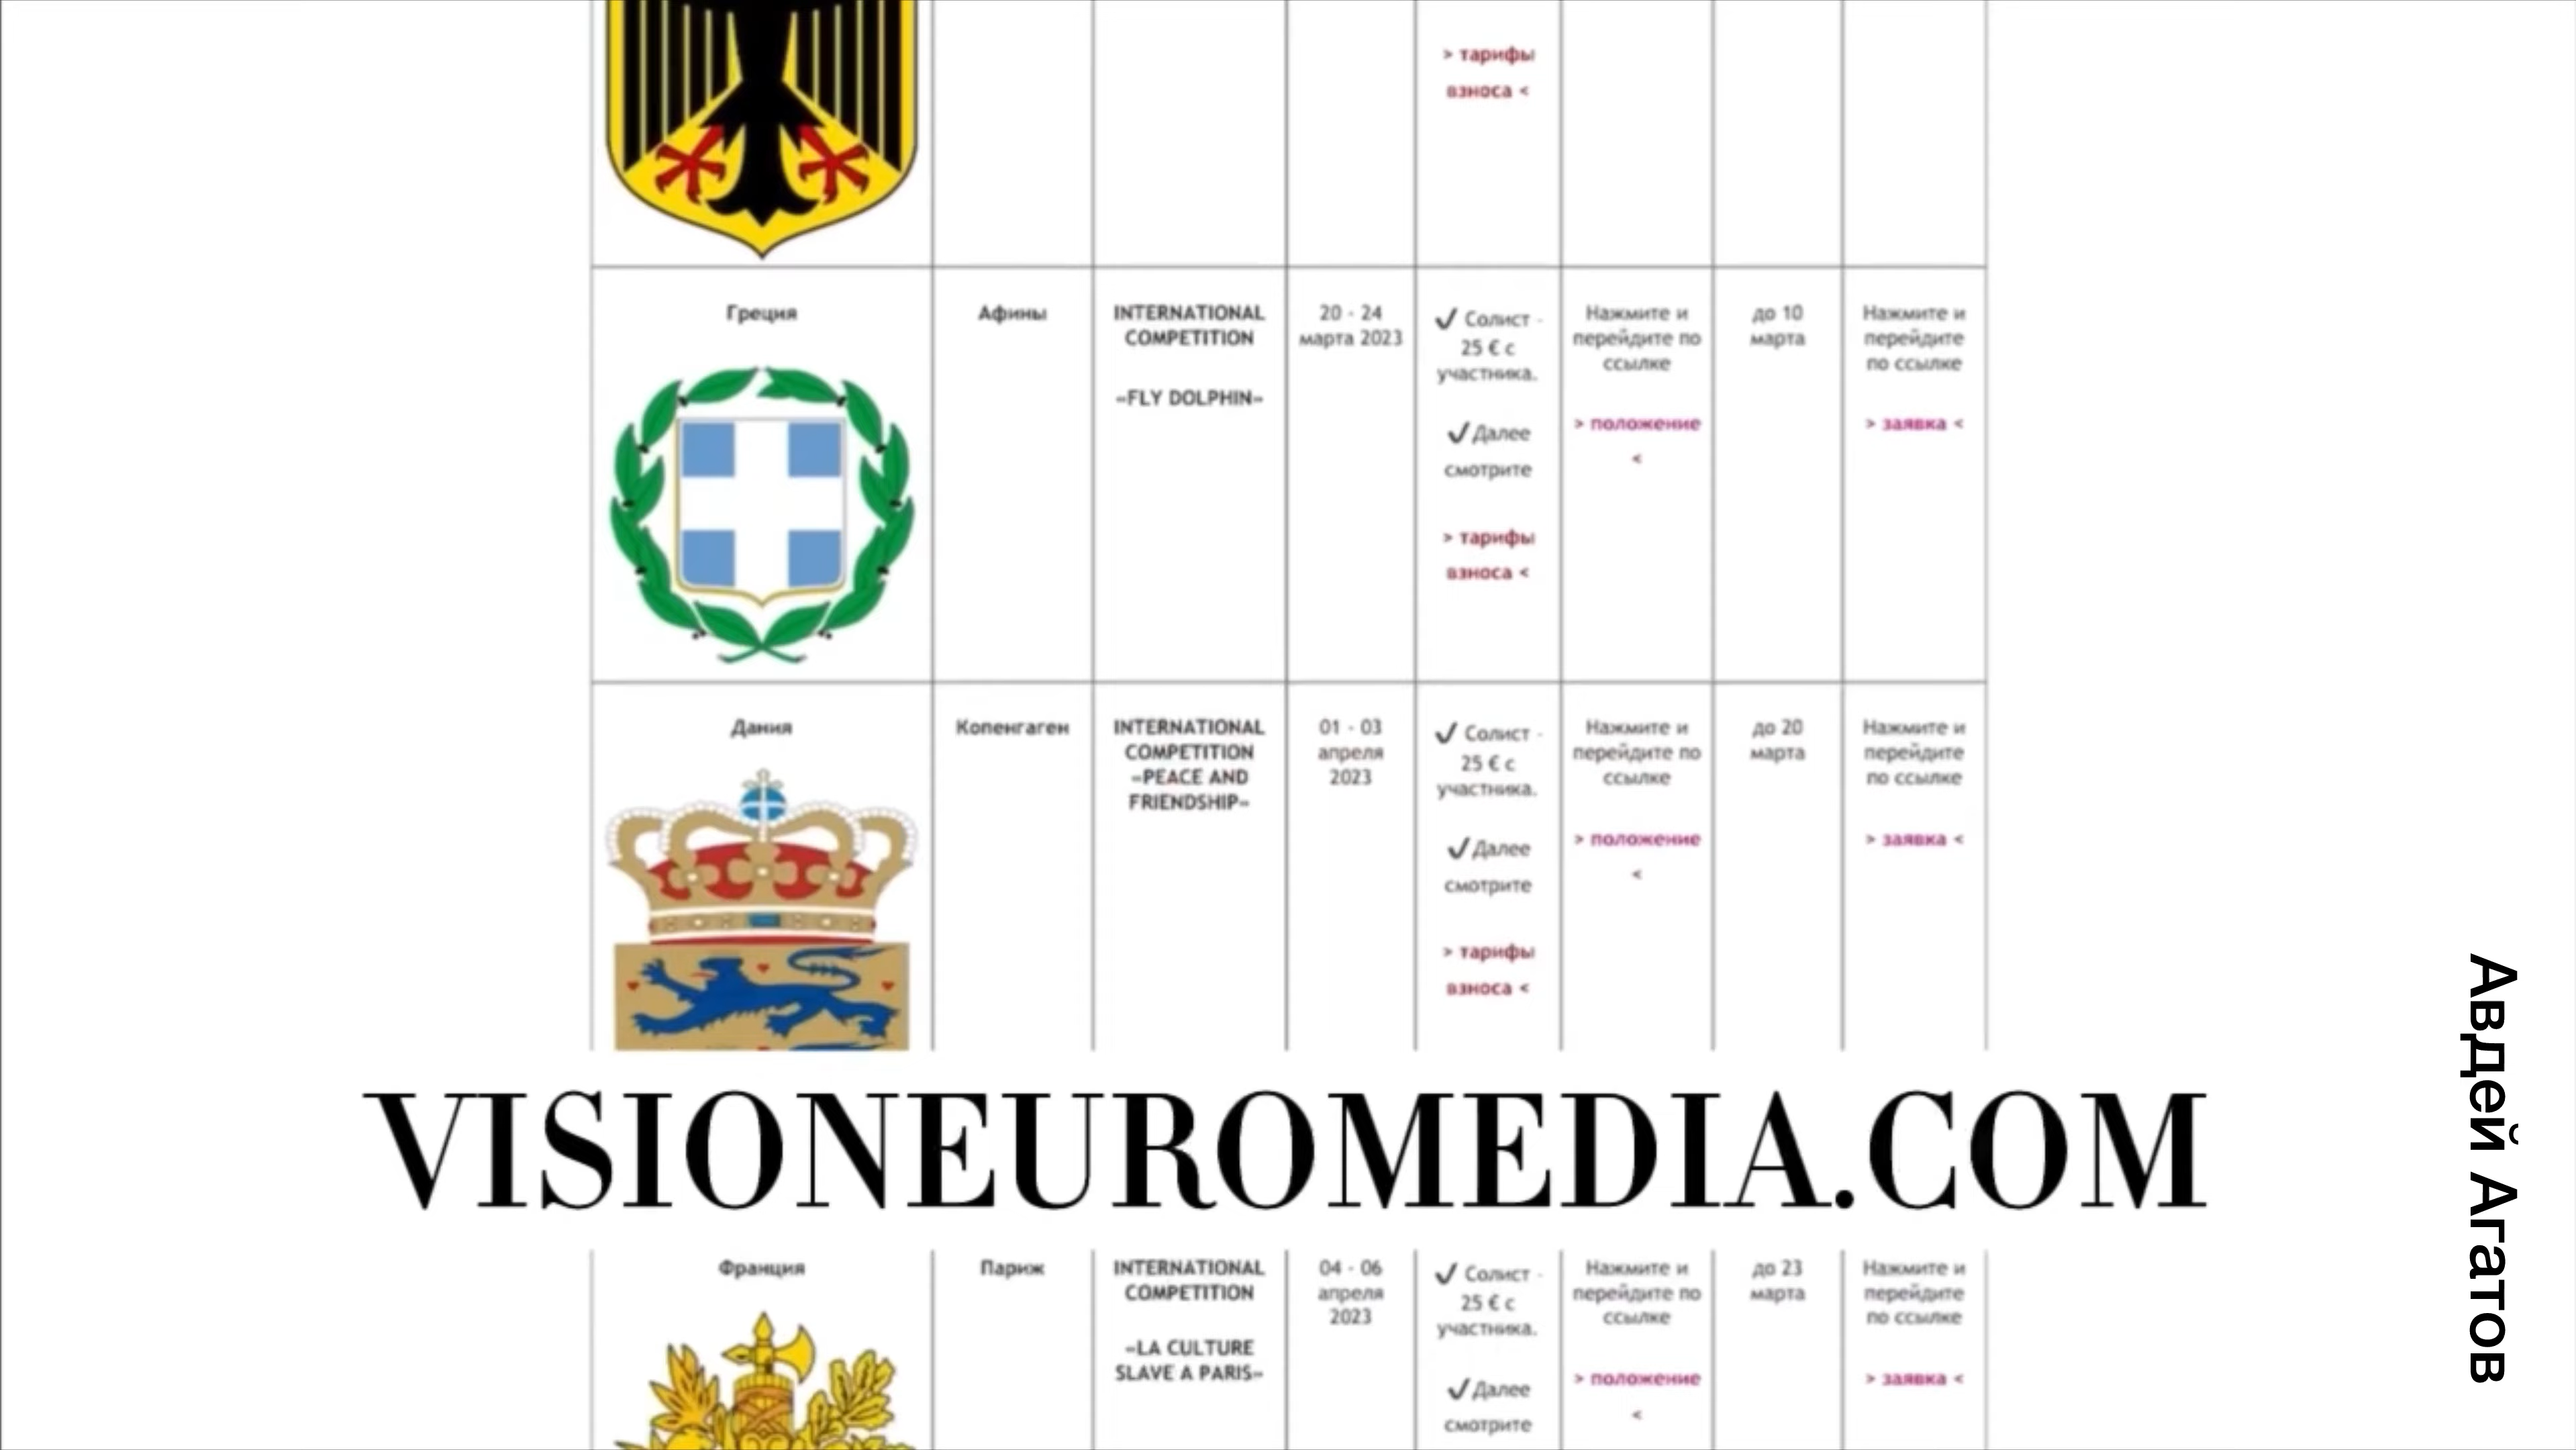 > тарифы
взноса <
Греция
Афины
INTERNATIONAL
COMPETITION
«FLY DOLPHIN»
20 - 24
марта 2023
✓ Солист -
25 € с
участника.
✓ Далее
смотрите
> тарифы
взноса <
Нажмите и
перейдите по
ссылке
> положение
<
до 10
марта
Нажмите и
перейдите
по ссылке
> заявка <
Дания
Копенгаген
INTERNATIONAL
COMPETITION
«PEACE AND
FRIENDSHIP»
01 - 03
апреля
2023
✓ Солист -
25 € с
участника.
✓ Далее
смотрите
> тарифы
взноса <
Нажмите и
перейдите по
ссылке
> положение
<
до 20
марта
Нажмите и
перейдите
по ссылке
> заявка <
VISIONEUROMEDIA.COM
Франция
Париж
INTERNATIONAL
COMPETITION
«LA CULTURE
SLAVE A PARIS»
04 - 06
апреля
2023
✓ Солист -
25 € с
участника.
✓ Далее
смотрите
Нажмите и
перейдите по
ссылке
> положение
<
до 23
марта
Нажмите и
перейдите
по ссылке
> заявка <
Авдей Агатов